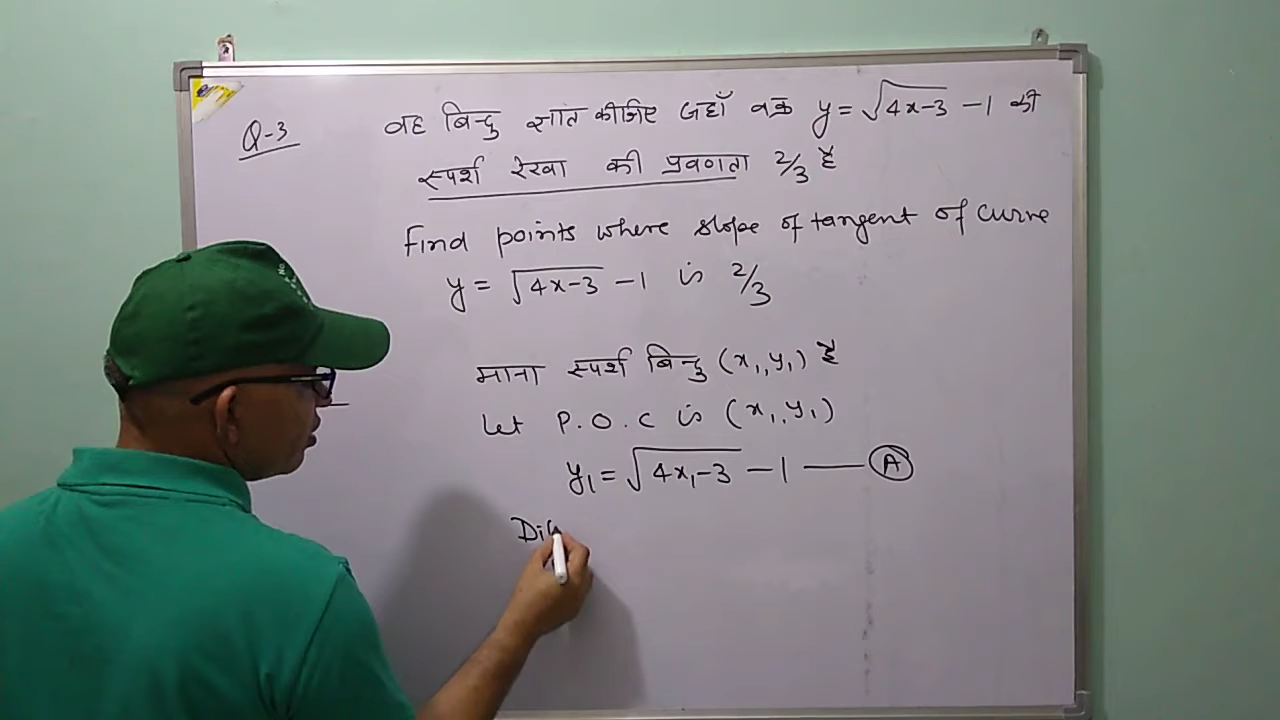 Q-3 वह बिन्दु ज्ञात कीजिए जहाँ वक्र y = √4x-3 - 1 की
स्पर्श रेखा की प्रवणता 2/3 है
Find points where slope of tangent of curve
y = √4x-3 - 1 is 2/3
माना स्पर्श बिन्दु (x₁, y₁) है
Let P.O.C is (x₁, y₁)
y₁ = √4x₁-3 - 1 —— A